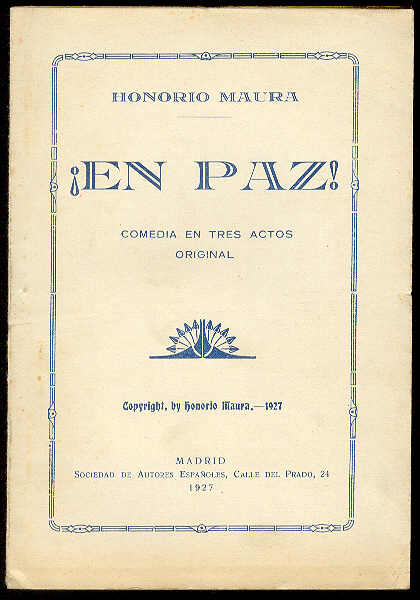 HONORIO MAURA
¡EN PAZ!
COMEDIA EN TRES ACTOS
ORIGINAL
Copyright, by Honorio Maura.—1927
MADRID
SOCIEDAD DE AUTORES ESPAÑOLES, CALLE DEL PRADO, 24
1927